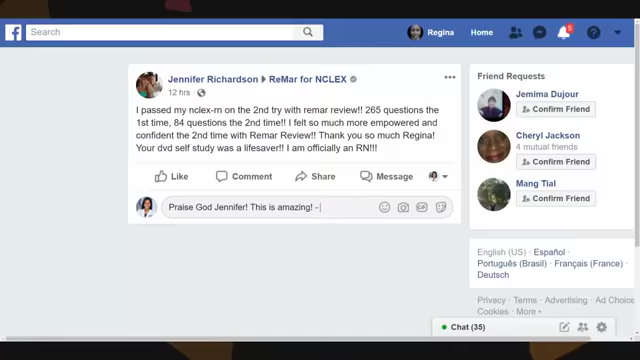 Search
Regina
Home
5
Jennifer Richardson ReMar for NCLEX
12 hrs ·
I passed my nclex-rn on the 2nd try with remar review!! 265 questions the
1st time, 84 questions the 2nd time!! I felt so much more empowered and
confident the 2nd time with Remar Review!! Thank you so much Regina!
Your dvd self study was a lifesaver!! I am officially an RN!!!
Like
Comment
Share
Message
Praise God Jennifer! This is amazing! -
GIF
Friend Requests
Jemima Dujour
Confirm Friend
Cheryl Jackson
4 mutual friends
Confirm Friend
Mang Tial
Confirm Friend
English (US) · Español ·
Português (Brasil) · Français (France) ·
Deutsch
Privacy · Terms · Advertising · Ad Choice
Cookies · More
Chat (35)